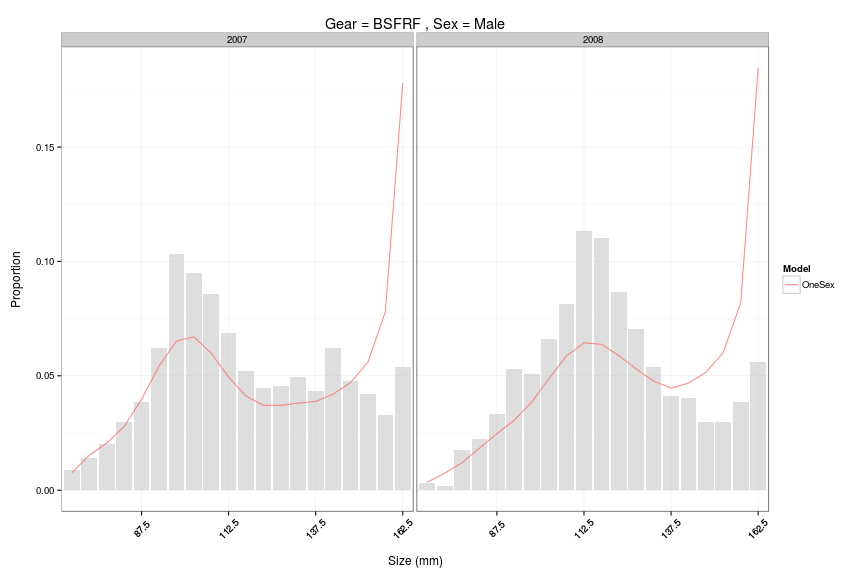 Gear = BSFRF , Sex = Male
2007 2008
0.15
0.10
0.05
0.00
Proportion
87.5 112.5 137.5 162.5 87.5 112.5 137.5 162.5
Size (mm)
Model
OneSex